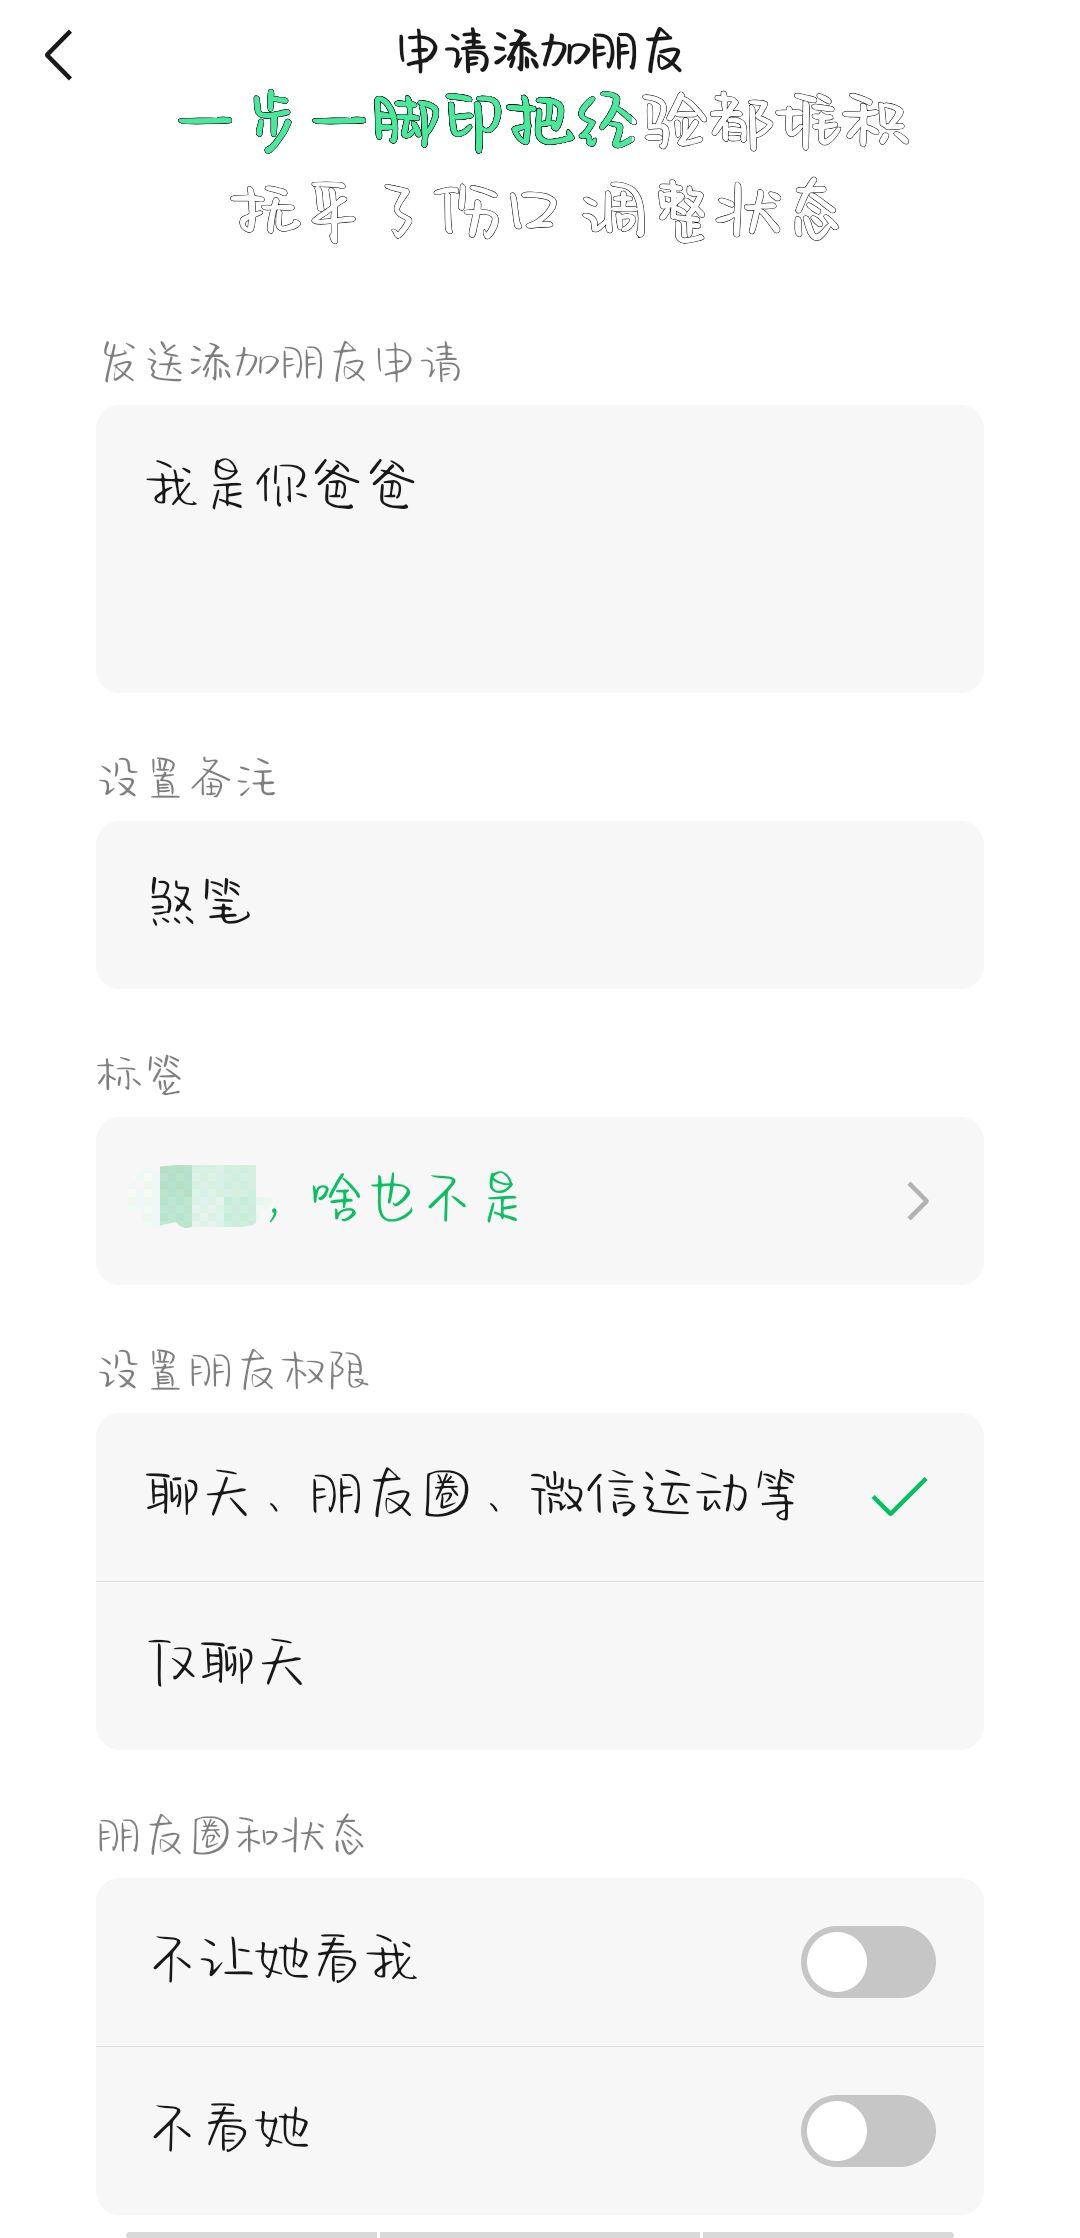 申请添加朋友
一步一脚印把经验都堆积
抚平了伤口 调整状态
发送添加朋友申请
我是你爸爸
设置备注
煞笔
标签
，啥也不是
设置朋友权限
聊天、朋友圈、微信运动等
仅聊天
朋友圈和状态
不让她看我
不看她